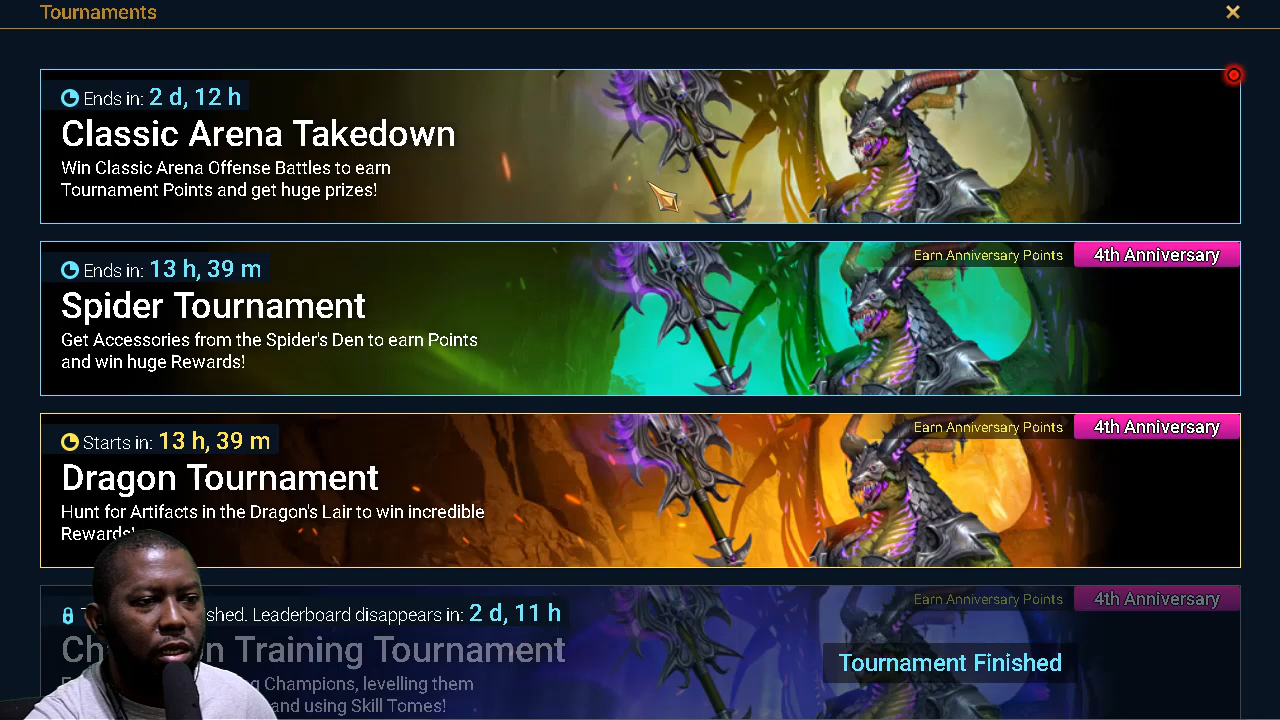 Tournaments
Ends in: 2 d, 12 h
Classic Arena Takedown
Win Classic Arena Offense Battles to earn
Tournament Points and get huge prizes!
Ends in: 13 h, 39 m
Earn Anniversary Points 4th Anniversary
Spider Tournament
Get Accessories from the Spider's Den to earn Points
and win huge Rewards!
Starts in: 13 h, 39 m
Earn Anniversary Points 4th Anniversary
Dragon Tournament
Hunt for Artifacts in the Dragon's Lair to win incredible
Rewards!
Leaderboard disappears in: 2 d, 11 h
Earn Anniversary Points 4th Anniversary
Training Tournament
Tournament Finished
Champions, levelling them
and using Skill Tomes!